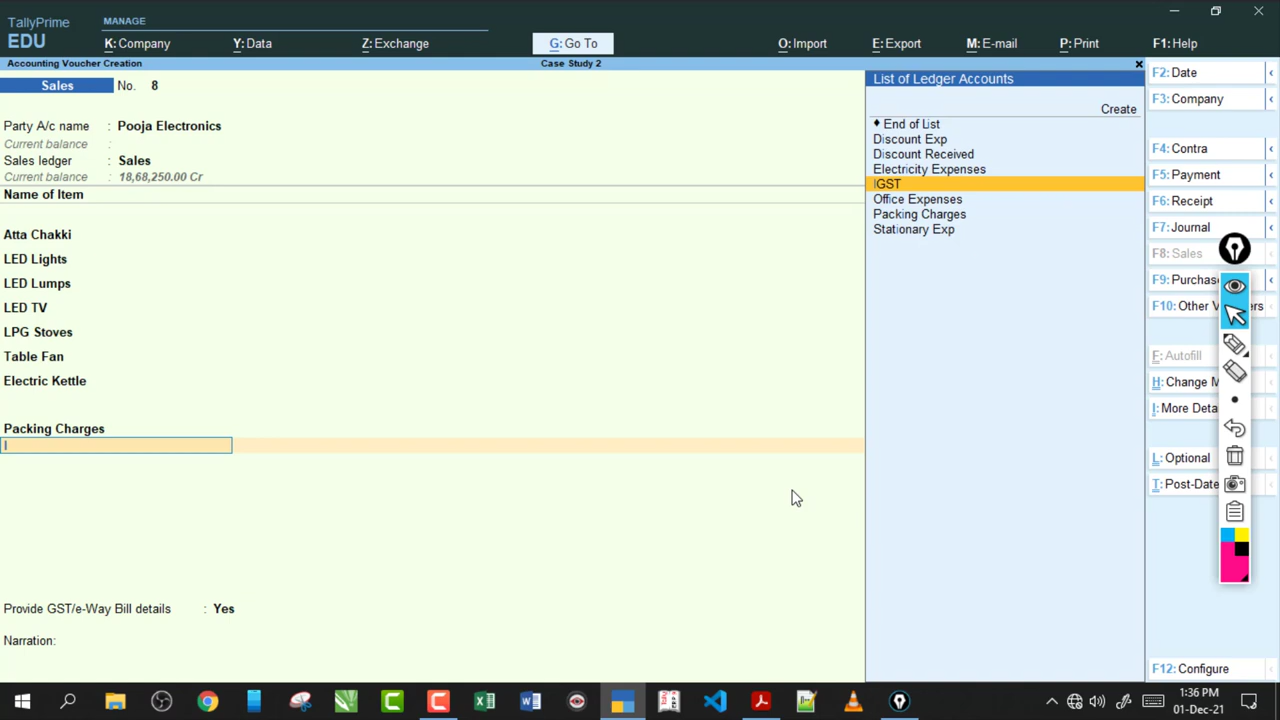 TallyPrime
EDU
MANAGE
K: Company
Y: Data
Z: Exchange
G: Go To
O: Import
E: Export
M: E-mail
P: Print
F1: Help
Accounting Voucher Creation
Case Study 2
Sales
No. 8
Party A/c name : Pooja Electronics
Current balance :
Sales ledger : Sales
Current balance : 18,68,250.00 Cr
Name of Item
Atta Chakki
LED Lights
LED Lumps
LED TV
LPG Stoves
Table Fan
Electric Kettle
Packing Charges
I
Provide GST/e-Way Bill details : Yes
Narration:
List of Ledger Accounts
Create
♦ End of List
Discount Exp
Discount Received
Electricity Expenses
IGST
Office Expenses
Packing Charges
Stationary Exp
F2: Date
F3: Company
F4: Contra
F5: Payment
F6: Receipt
F7: Journal
F8: Sales
F9: Purchas
F10: Other V ers
F: Autofill
H: Change M
I: More Deta
L: Optional
T: Post-Date
F12: Configure
1:36 PM
01-Dec-21